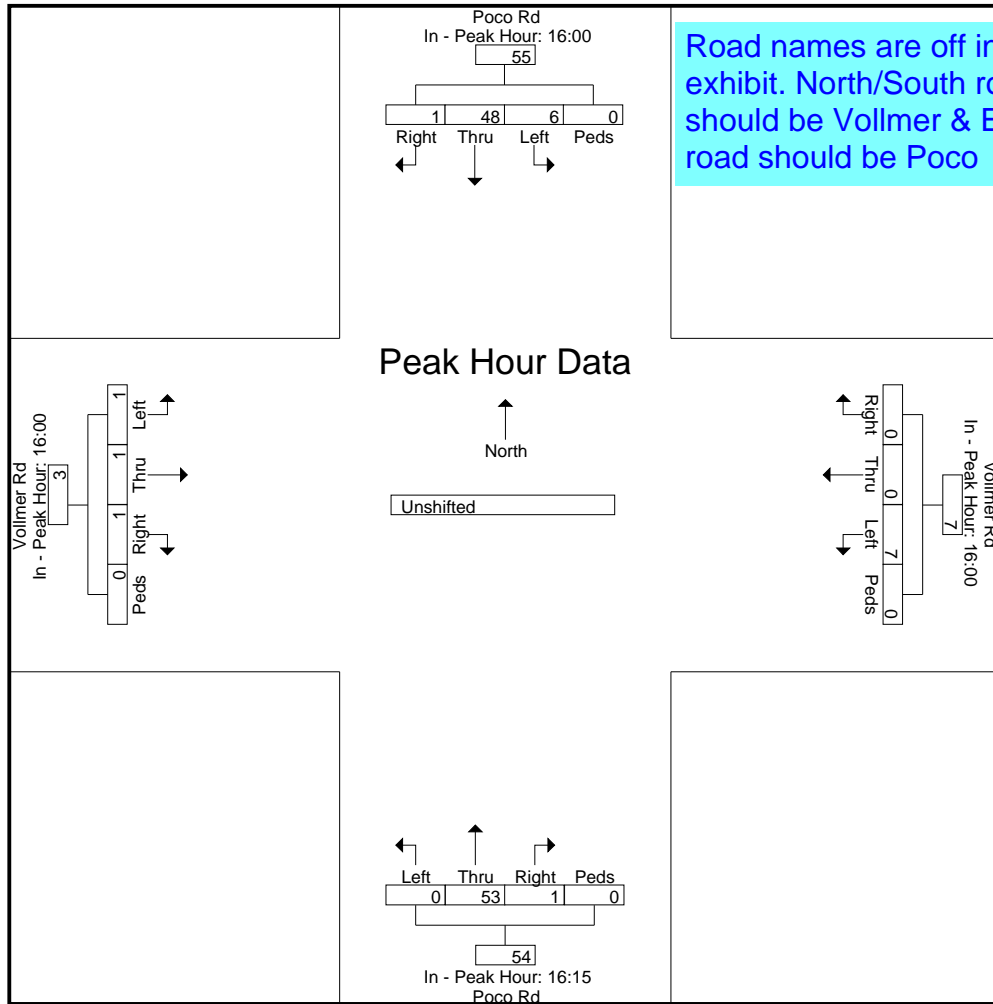 Poco Rd
In - Peak Hour: 16:00
55
1 48 6 0
Right Thru Left Peds
Road names are off in
exhibit. North/South
should be Vollmer &
road should be Poco
Peak Hour Data
North
Unshifted
Vollmer Rd
In - Peak Hour: 16:00
3
1 1 1 0
Left Thru Right Peds
Vollmer Rd
In - Peak Hour: 16:00
7
0 0 7 0
Right Thru Left Peds
Left Thru Right Peds
0 53 1 0
54
In - Peak Hour: 16:15
Poco Rd